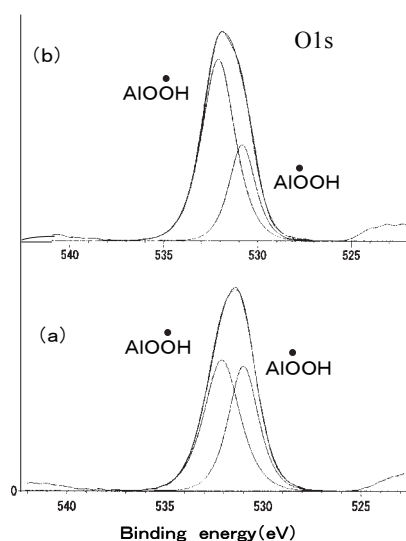 O1s
(b)
AlOOH
AlOOH
540 535 530 525
(a)
AlOOH
AlOOH
0
540 535 530 525
Binding energy(eV)